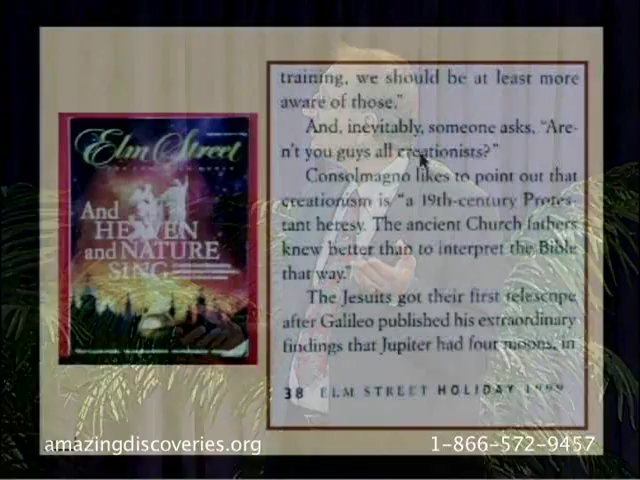 Elm Street
And
HEAVEN
and NATURE
SING
training, we should be at least more
aware of those."
And, inevitably, someone asks, "Are-
n't you guys all creationists?"
Consolmagno likes to point out that
creationism is "a 19th-century Protes-
tant heresy. The ancient Church fathers
knew better than to interpret the Bible
that way."
The Jesuits got their first telescope
after Galileo published his extraordinary
findings that Jupiter had four moons, in
38 ELM STREET HOLIDAY 1999
amazingdiscoveries.org
1-866-572-9457